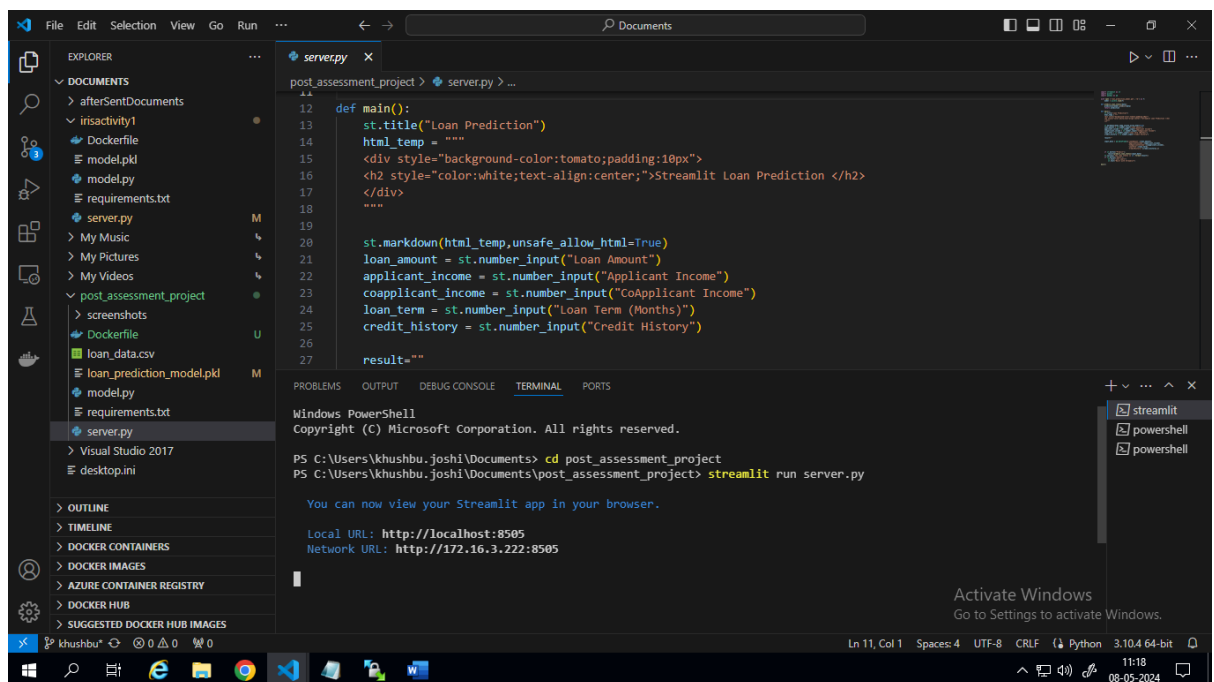 File Edit Selection View Go Run ... Documents
EXPLORER
DOCUMENTS
afterSentDocuments
irisactivity1
Dockerfile
model.pkl
model.py
requirements.txt
server.py M
My Music
My Pictures
My Videos
post_assessment_project
screenshots
Dockerfile U
loan_data.csv
loan_prediction_model.pkl M
model.py
requirements.txt
server.py
Visual Studio 2017
desktop.ini
OUTLINE
TIMELINE
DOCKER CONTAINERS
DOCKER IMAGES
AZURE CONTAINER REGISTRY
DOCKER HUB
SUGGESTED DOCKER HUB IMAGES
3
server.py
post_assessment_project > server.py > ...
11
12 def main():
13 st.title("Loan Prediction")
14 html_temp = """
15 <div style="background-color:tomato;padding:10px">
16 <h2 style="color:white;text-align:center;">Streamlit Loan Prediction </h2>
17 </div>
18 """
19
20 st.markdown(html_temp,unsafe_allow_html=True)
21 loan_amount = st.number_input("Loan Amount")
22 applicant_income = st.number_input("Applicant Income")
23 coapplicant_income = st.number_input("CoApplicant Income")
24 loan_term = st.number_input("Loan Term (Months)")
25 credit_history = st.number_input("Credit History")
26
27 result=""
PROBLEMS OUTPUT DEBUG CONSOLE TERMINAL PORTS
Windows PowerShell
Copyright (C) Microsoft Corporation. All rights reserved.
PS C:\Users\khushbu.joshi\Documents> cd post_assessment_project
PS C:\Users\khushbu.joshi\Documents\post_assessment_project> streamlit run server.py
You can now view your Streamlit app in your browser.
Local URL: http://localhost:8505
Network URL: http://172.16.3.222:8505
streamlit
powershell
powershell
Activate Windows
Go to Settings to activate Windows.
khushbu* 0 0 0 Ln 11, Col 1 Spaces: 4 UTF-8 CRLF Python 3.10.4 64-bit
11:18
08-05-2024